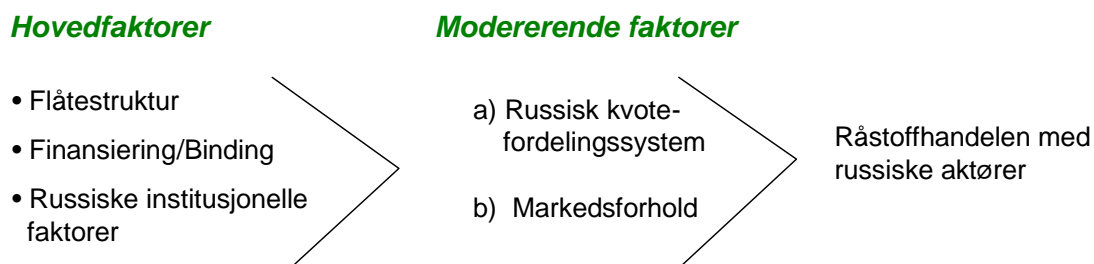 Hovedfaktorer
• Flåtestruktur
• Finansiering/Binding
• Russiske institusjonelle
faktorer
Modererende faktorer
a) Russisk kvote-
fordelingssystem
b) Markedsforhold
Råstoffhandelen med
russiske aktører